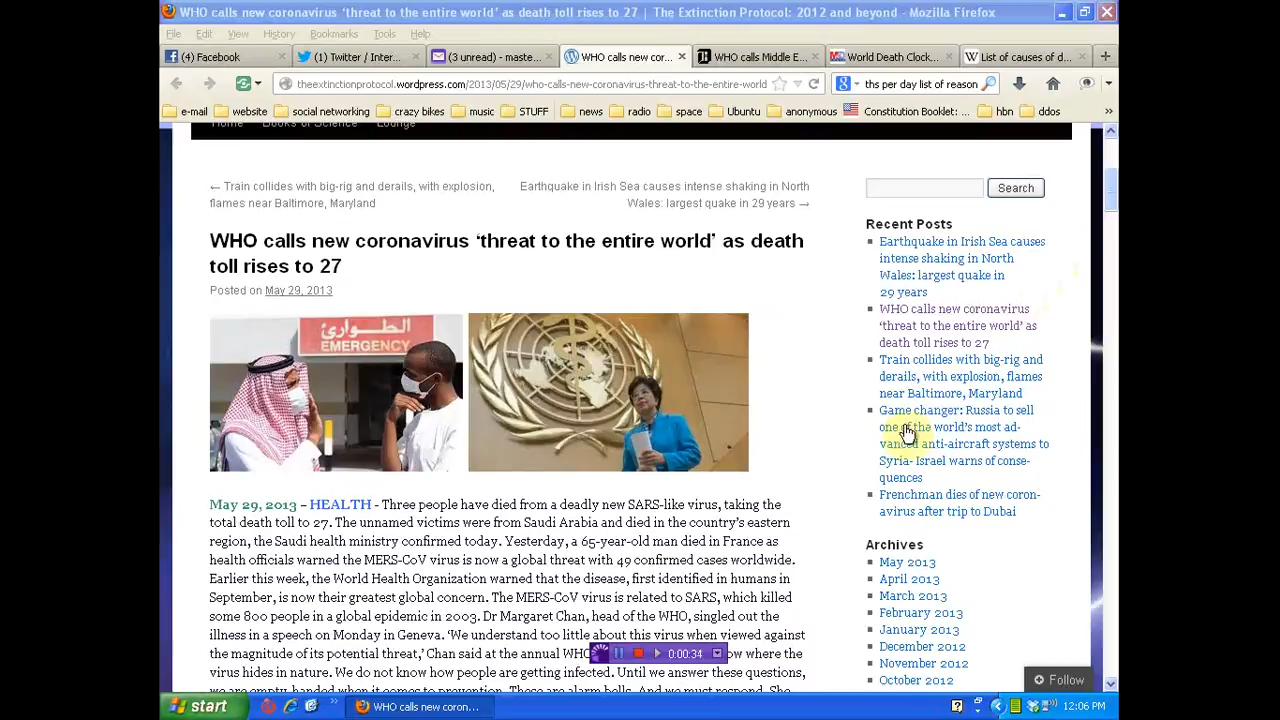 WHO calls new coronavirus ‘threat to the entire world’ as death toll rises to 27 | The Extinction Protocol: 2012 and beyond - Mozilla Firefox
File Edit View History Bookmarks Tools Help
Facebook
(1) Twitter / Inter...
(3 unread) - maste...
WHO calls new cor...
WHO calls Middle E...
World Death Clock...
List of causes of d...
theextinctionprotocol.wordpress.com/2013/05/29/who-calls-new-coronavirus-threat-to-the-entire-world
ths per day list of reason
e-mail website social networking crazy bikes music STUFF news radio space Ubuntu anonymous Constitution Booklet: ... hbn ddos
Home Books of Science Lounge
← Train collides with big-rig and derails, with explosion,
flames near Baltimore, Maryland
Earthquake in Irish Sea causes intense shaking in North
Wales: largest quake in 29 years →
WHO calls new coronavirus ‘threat to the entire world’ as death
toll rises to 27
Posted on May 29, 2013
الطوارئ
EMERGENCY
May 29, 2013 – HEALTH - Three people have died from a deadly new SARS-like virus, taking the
total death toll to 27. The unnamed victims were from Saudi Arabia and died in the country’s eastern
region, the Saudi health ministry confirmed today. Yesterday, a 65-year-old man died in France as
health officials warned the MERS-CoV virus is now a global threat with 49 confirmed cases worldwide.
Earlier this week, the World Health Organization warned that the disease, first identified in humans in
September, is now their greatest global concern. The MERS-CoV virus is related to SARS, which killed
some 800 people in a global epidemic in 2003. Dr Margaret Chan, head of the WHO, singled out the
illness in a speech on Monday in Geneva. ‘We understand too little about this virus when viewed against
the magnitude of its potential threat,’ Chan said at the annual WHO where the
virus hides in nature. We do not know how people are getting infected. Until we answer these questions,
0:00:34
Search
Recent Posts
Earthquake in Irish Sea causes
intense shaking in North
Wales: largest quake in
29 years
WHO calls new coronavirus
‘threat to the entire world’ as
death toll rises to 27
Train collides with big-rig and
derails, with explosion, flames
near Baltimore, Maryland
Game changer: Russia to sell
one of the world’s most ad-
vanced anti-aircraft systems to
Syria- Israel warns of conse-
quences
Frenchman dies of new coron-
avirus after trip to Dubai
Archives
May 2013
April 2013
March 2013
February 2013
January 2013
December 2012
November 2012
October 2012
Follow
start
WHO calls new coron...
12:06 PM